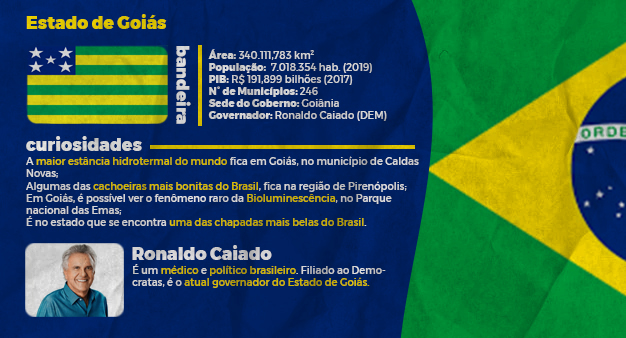 Estado de Goiás
bandeira
Área: 340.111,783 km²
População: 7.018.354 hab. (2019)
PIB: R$ 191,899 bilhões (2017)
N° de Municípios: 246
Sede do Goberno: Goiânia
Governador: Ronaldo Caiado (DEM)
curiosidades
A maior estância hidrotermal do mundo fica em Goiás, no município de Caldas
Novas;
Algumas das cachoeiras mais bonitas do Brasil, fica na região de Pirenópolis;
Em Goiás, é possível ver o fenômeno raro da Bioluminescência, no Parque
nacional das Emas;
É no estado que se encontra uma das chapadas mais belas do Brasil.
Ronaldo Caiado
É um médico e político brasileiro. Filiado ao Demo-
cratas, é o atual governador do Estado de Goiás.
ORDE